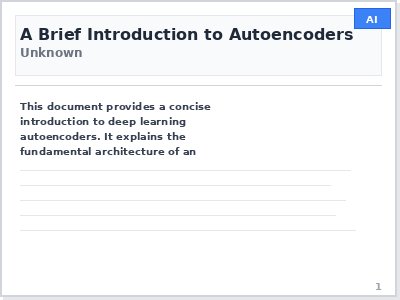 AI
A Brief Introduction to Autoencoders
Unknown
This document provides a concise
introduction to deep learning
autoencoders. It explains the
fundamental architecture of an
1